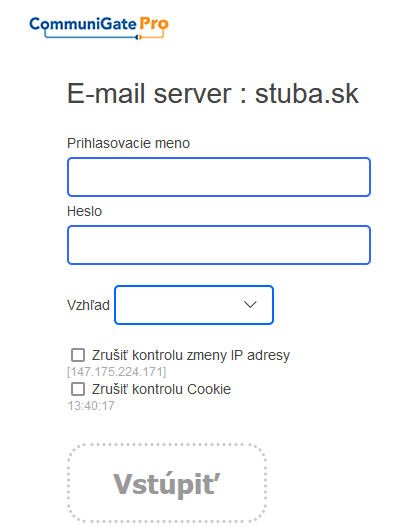 CommuniGate Pro
E-mail server : stuba.sk
Prihlasovacie meno
Heslo
Vzhľad
Zrušiť kontrolu zmeny IP adresy
[147.175.224.171]
Zrušiť kontrolu Cookie
13:40:17
Vstúpiť